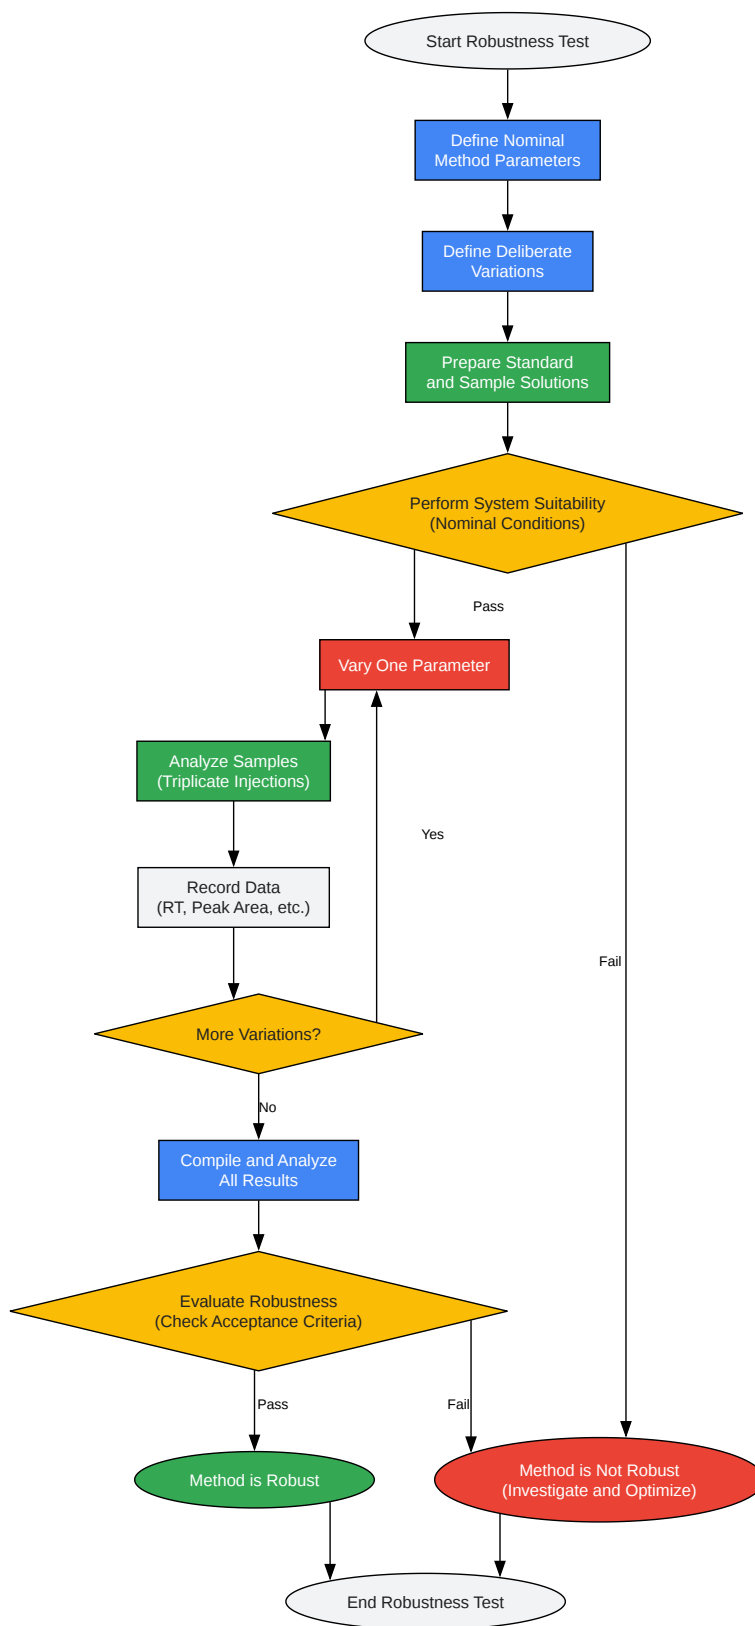 Start Robustness Test
Define Nominal
Method Parameters
Define Deliberate
Variations
Prepare Standard
and Sample Solutions
Perform System Suitability
(Nominal Conditions)
Pass
Vary One Parameter
Analyze Samples
(Triplicate Injections)
Yes
Record Data
(RT, Peak Area, etc.)
Fail
More Variations?
No
Compile and Analyze
All Results
Evaluate Robustness
(Check Acceptance Criteria)
Pass
Fail
Method is Robust
Method is Not Robust
(Investigate and Optimize)
End Robustness Test